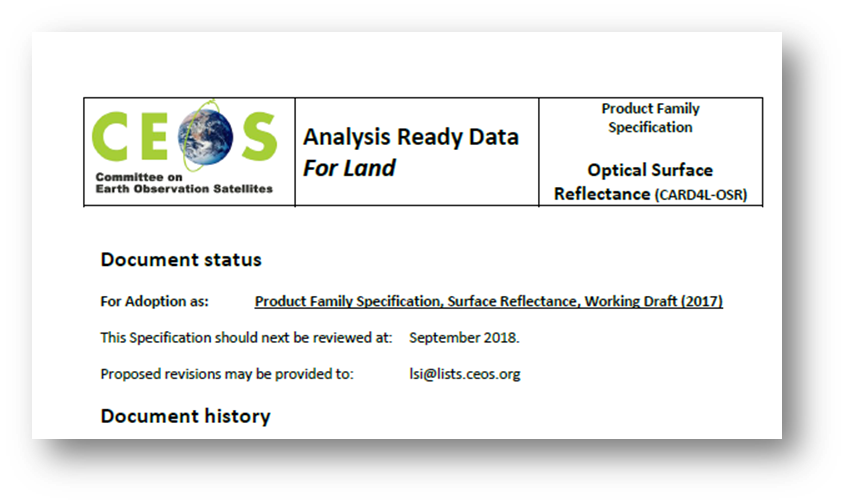 CEOS
Committee on
Earth Observation Satellites
Analysis Ready Data
For Land
Product Family
Specification
Optical Surface
Reflectance (CARD4L-OSR)
Document status
For Adoption as: Product Family Specification, Surface Reflectance, Working Draft (2017)
This Specification should next be reviewed at: September 2018.
Proposed revisions may be provided to: lsi@lists.ceos.org
Document history